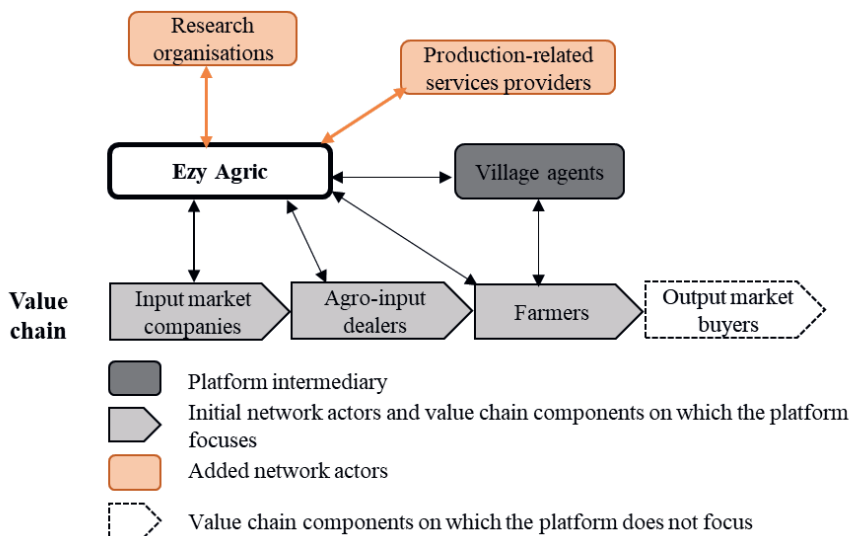 Research
organisations
Production-related
services providers
Ezy Agric
Village agents
Value
chain
Input market
companies
Agro-input
dealers
Farmers
Output market
buyers
Platform intermediary
Initial network actors and value chain components on which the platform
focuses
Added network actors
Value chain components on which the platform does not focus